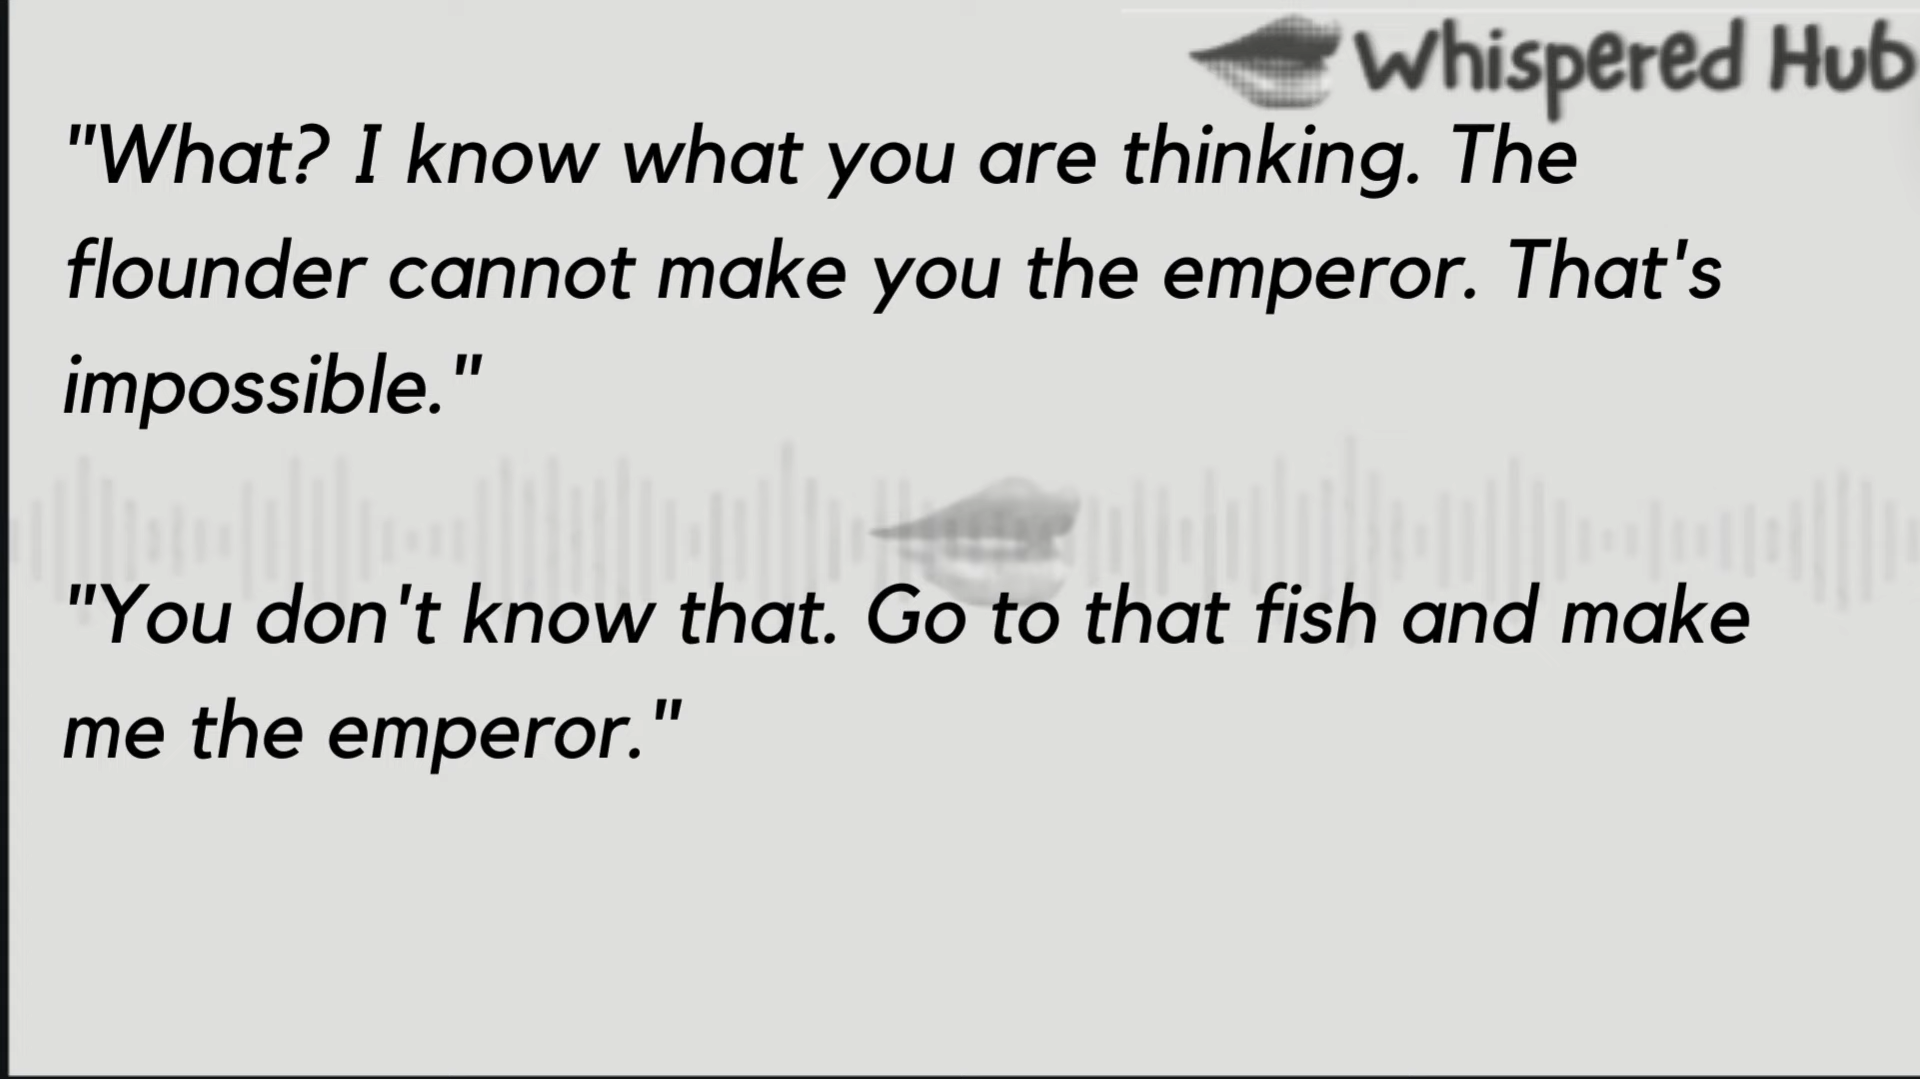 Whispered Hub
"What? I know what you are thinking. The
flounder cannot make you the emperor. That's
impossible."
"You don't know that. Go to that fish and make
me the emperor."